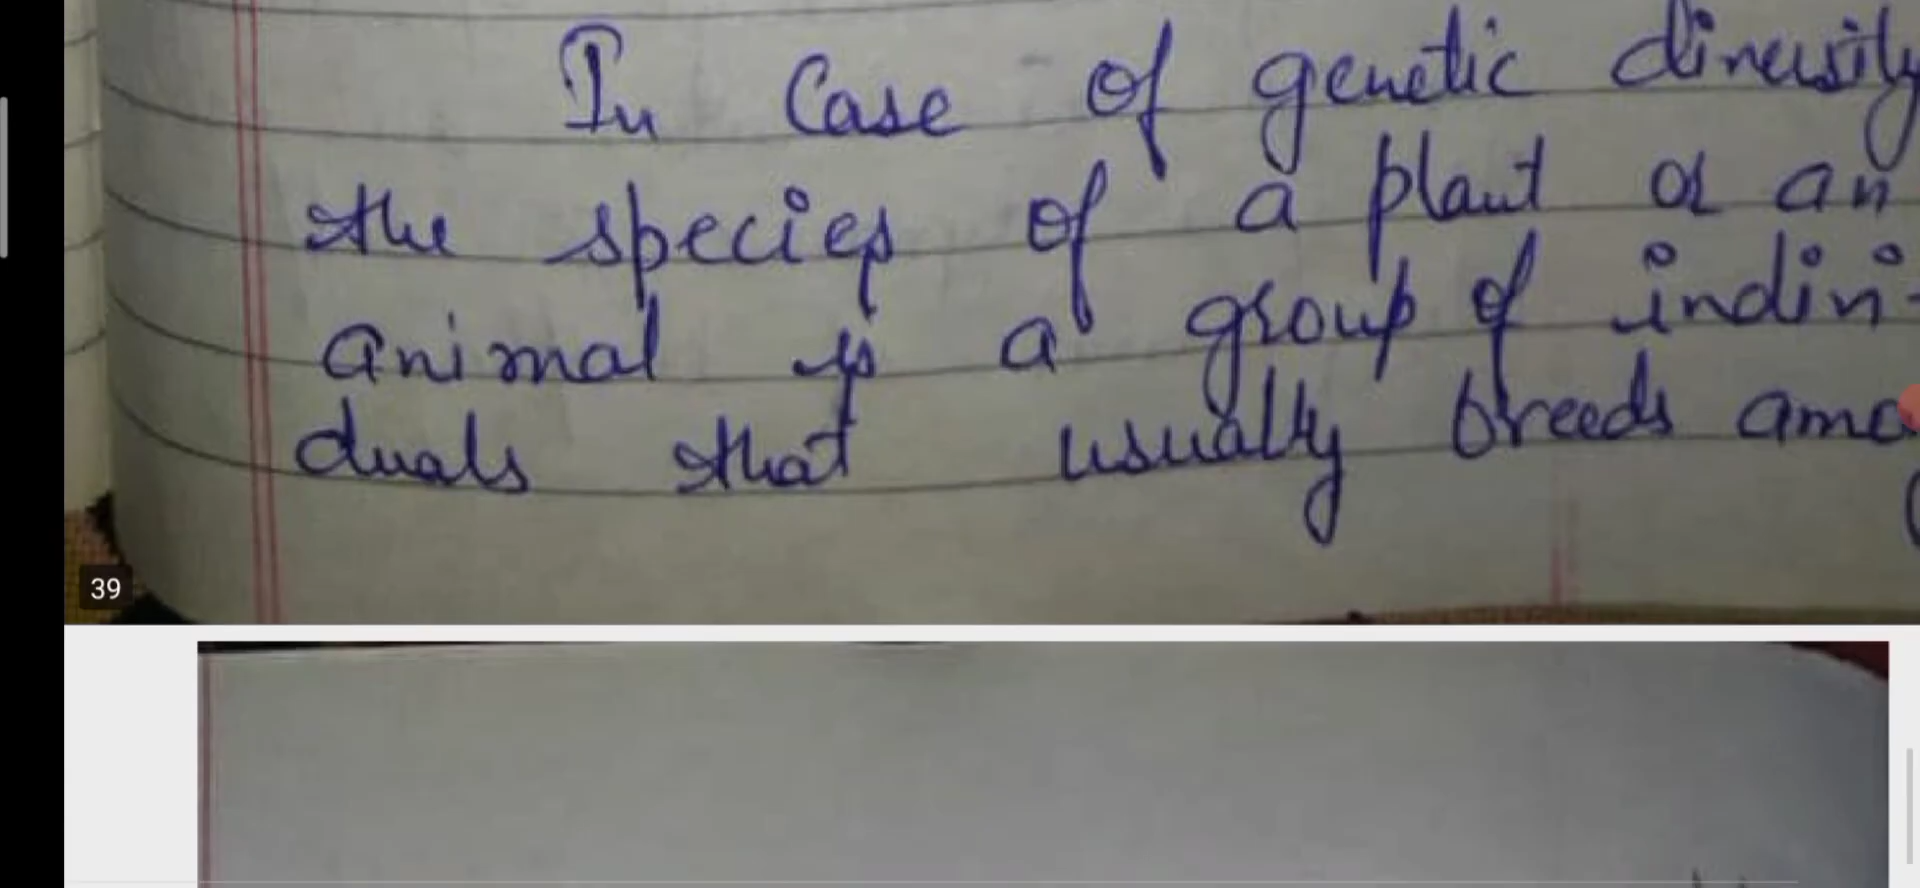 In Case of genetic diversity
the species of a plant or an
animal is a group of indivi-
duals that usually breeds
39